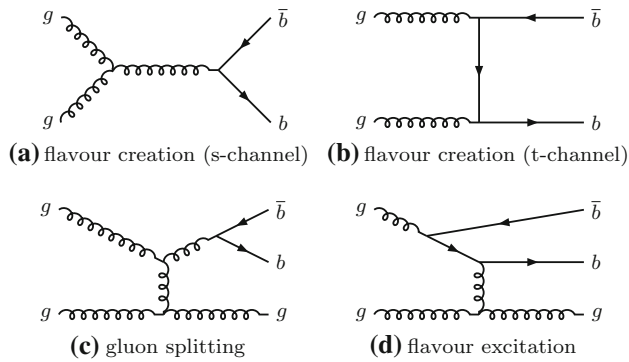 g
b̄
g
b
(a) flavour creation (s-channel)
g
b̄
g
b
(b) flavour creation (t-channel)
g
b̄
b
g
g
(c) gluon splitting
g
b̄
b
g
g
(d) flavour excitation